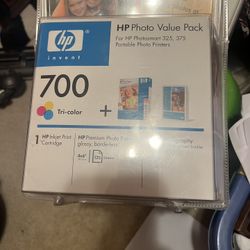 hp
invent
HP Photo Value Pack
For HP Photosmart 325, 375
Portable Photo Printers
700
Tri-color
+
1 HP Inkjet Print
Cartridge
HP Premium Photo
glossy, borderless
4x6"